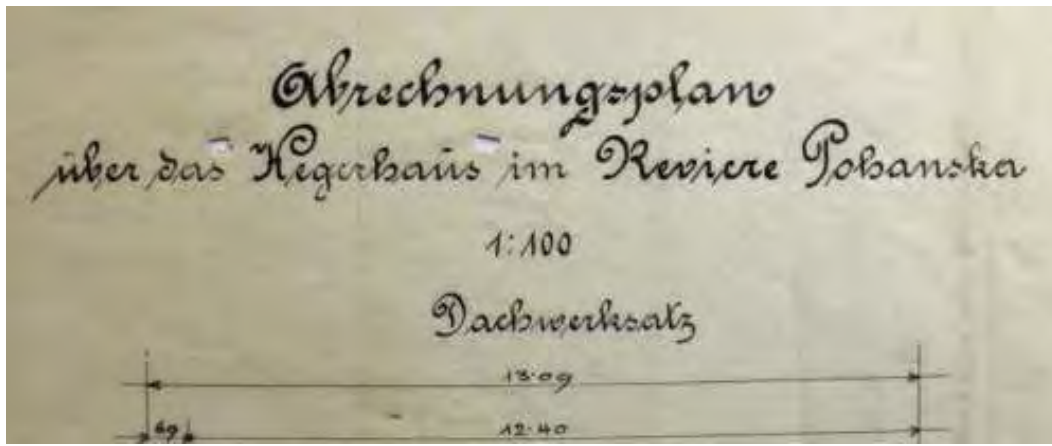 Abrechnungsplan
über das Hegerhaus im Reviere Pohanska
1:100
Dachwerksatz
13·09
69 12·40